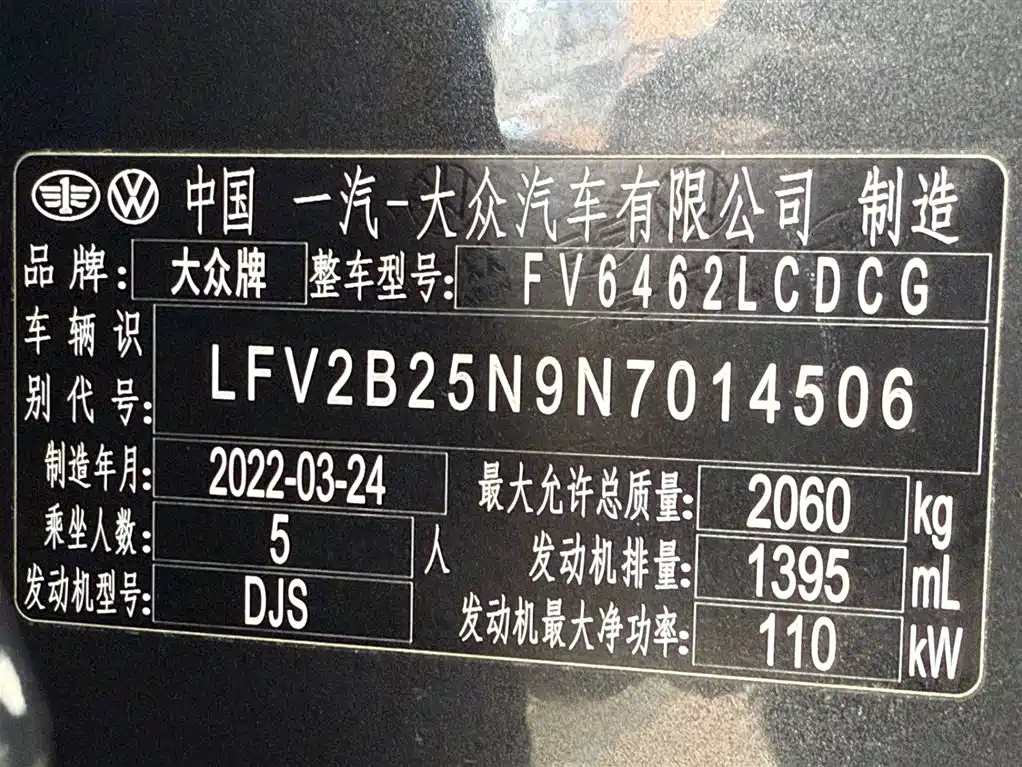 中国 一汽-大众汽车有限公司 制造
品牌: 大众牌 整车型号: FV6462LCDCG
车辆识别代号: LFV2B25N9N7014506
制造年月: 2022-03-24 最大允许总质量: 2060 kg
乘坐人数: 5 人 发动机排量: 1395 mL
发动机型号: DJS 发动机最大净功率: 110 kW